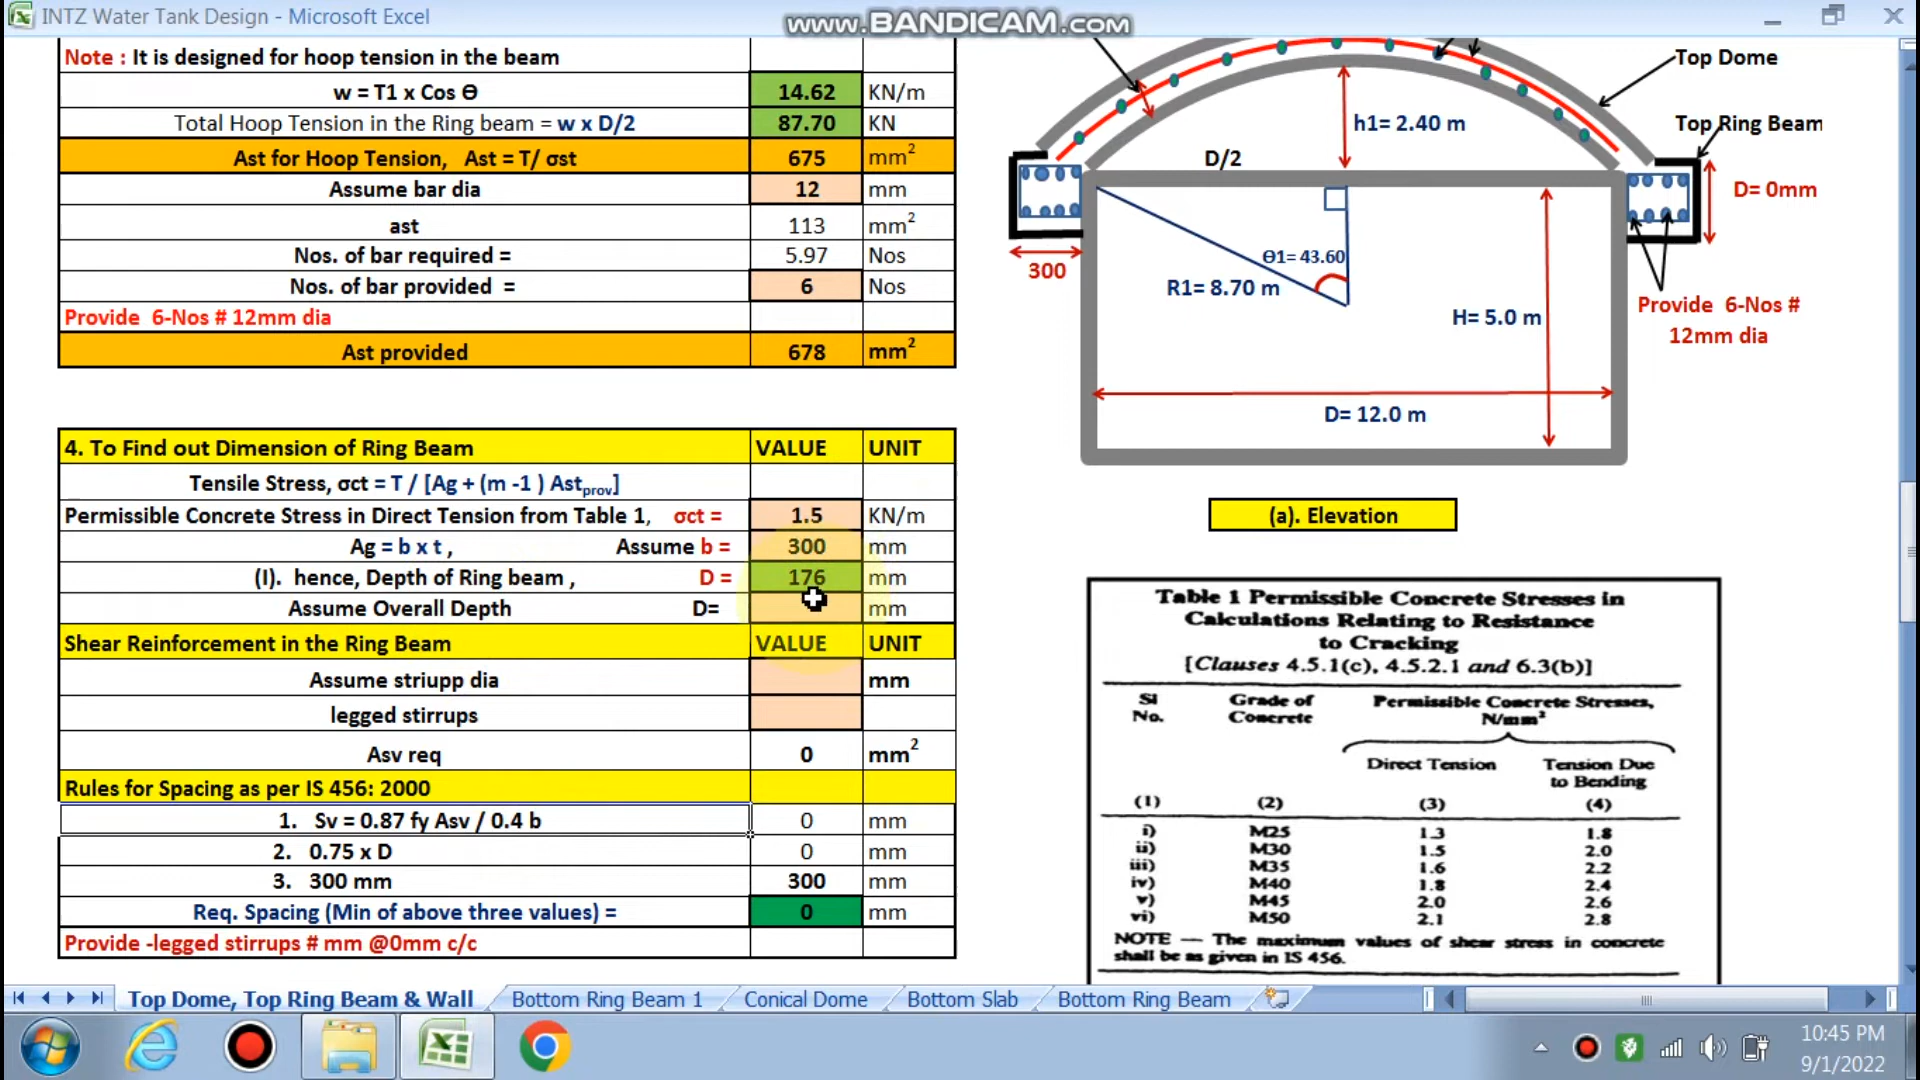 INTZ Water Tank Design - Microsoft Excel
www.BANDICAM.com
Note : It is designed for hoop tension in the beam
w = T1 x Cos ϴ 14.62 KN/m
Total Hoop Tension in the Ring beam = w x D/2 87.70 KN
Ast for Hoop Tension, Ast = T/ σst 675 mm2
Assume bar dia 12 mm
ast 113 mm2
Nos. of bar required = 5.97 Nos
Nos. of bar provided = 6 Nos
Provide 6-Nos # 12mm dia
Ast provided 678 mm2
4. To Find out Dimension of Ring Beam VALUE UNIT
Tensile Stress, σct = T / [Ag + (m -1 ) Astprov]
Permissible Concrete Stress in Direct Tension from Table 1, σct = 1.5 KN/m
Ag = b x t , Assume b = 300 mm
(I). hence, Depth of Ring beam , D = 176 mm
Assume Overall Depth D= mm
Shear Reinforcement in the Ring Beam VALUE UNIT
Assume striupp dia mm
legged stirrups
Asv req 0 mm2
Rules for Spacing as per IS 456: 2000
1. Sv = 0.87 fy Asv / 0.4 b 0 mm
2. 0.75 x D 0 mm
3. 300 mm 300 mm
Req. Spacing (Min of above three values) = 0 mm
Provide -legged stirrups # mm @0mm c/c
Top Dome
h1= 2.40 m
Top Ring Beam
D/2
D= 0mm
300
ϴ1= 43.60
R1= 8.70 m
H= 5.0 m
Provide 6-Nos #
12mm dia
D= 12.0 m
(a). Elevation
Table 1 Permissible Concrete Stresses in
Calculations Relating to Resistance
to Cracking
[Clauses 4.5.1(c), 4.5.2.1 and 6.3(b)]
Sl No. Grade of Concrete Permissible Concrete Stresses, N/mm2
Direct Tension Tension Due to Bending
(1) (2) (3) (4)
i) M25 1.3 1.8
ii) M30 1.5 2.0
iii) M35 1.6 2.2
iv) M40 1.8 2.4
v) M45 2.0 2.6
vi) M50 2.1 2.8
NOTE — The maximum values of shear stress in concrete
shall be as given in IS 456.
Top Dome, Top Ring Beam & Wall Bottom Ring Beam 1 Conical Dome Bottom Slab Bottom Ring Beam
10:45 PM
9/1/2022